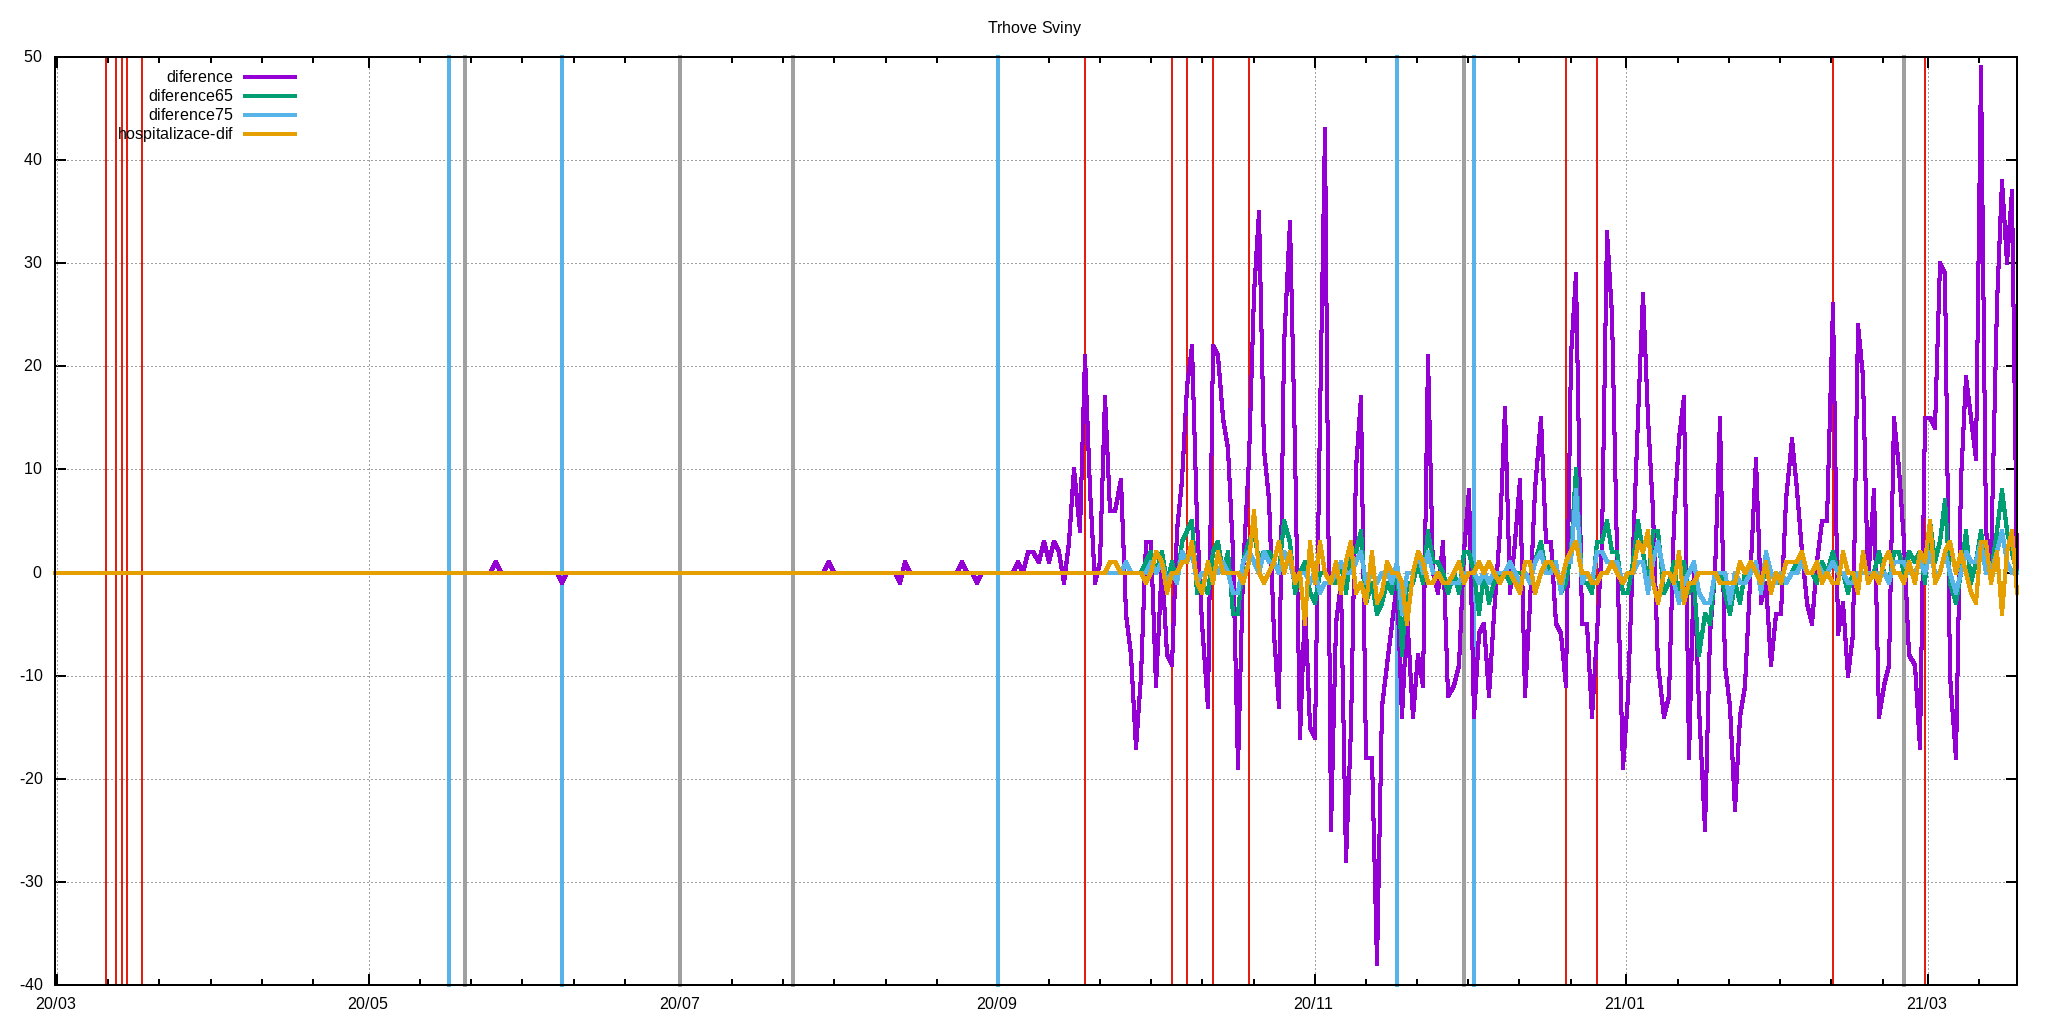 Trhove Sviny
50
diference
diference65
diference75
hospitalizace-dif
40
30
20
10
0
-10
-20
-30
-40
20/03 20/05 20/07 20/09 20/11 21/01 21/03